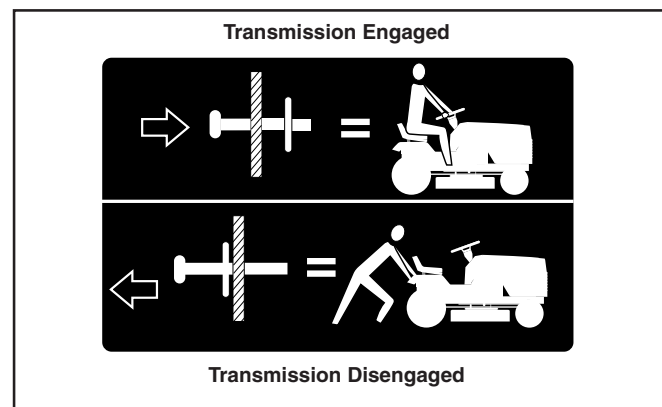 Transmission Engaged
=
=
Transmission Disengaged